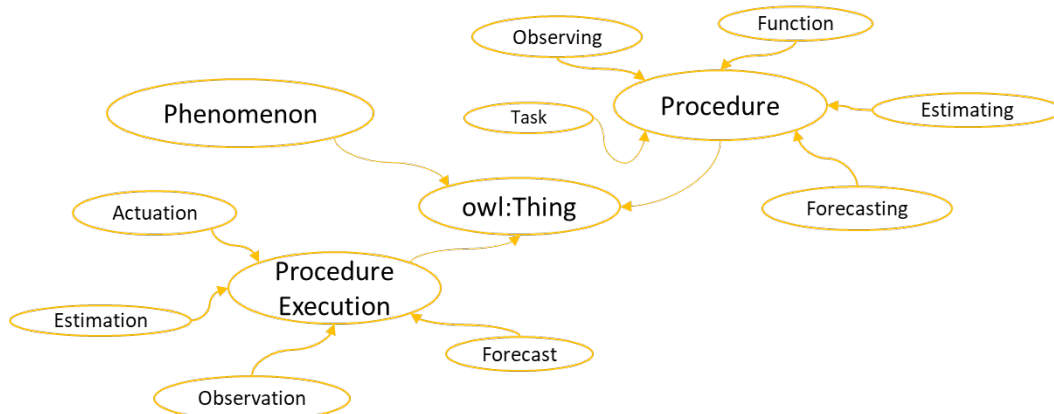 Function
Observing
Phenomenon
Procedure
Task
Estimating
Actuation
owl:Thing
Forecasting
Procedure
Execution
Estimation
Forecast
Observation